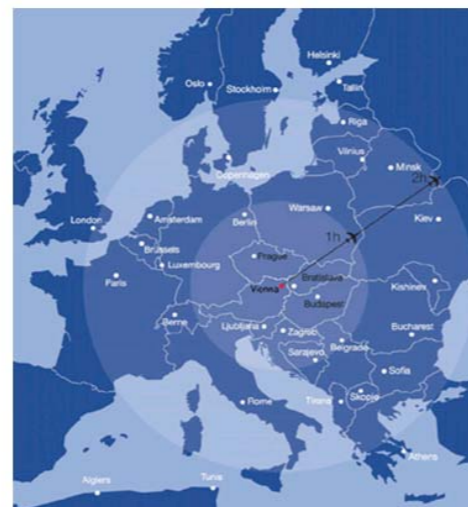 Helsinki
Oslo
Tallin
Stockholm
Riga
Vilnius
Copenhagen
Minsk
2h
Warsaw
Berlin
Kiev
London
Amsterdam
1h
Brussels
Prague
Luxembourg
Paris
Bratislava
Vienna
Kishinev
Budapest
Berne
Ljubljana
Zagreb
Bucharest
Belgrade
Sarajevo
Sofia
Skopje
Rome
Tirana
Athens
Algiers
Tunis